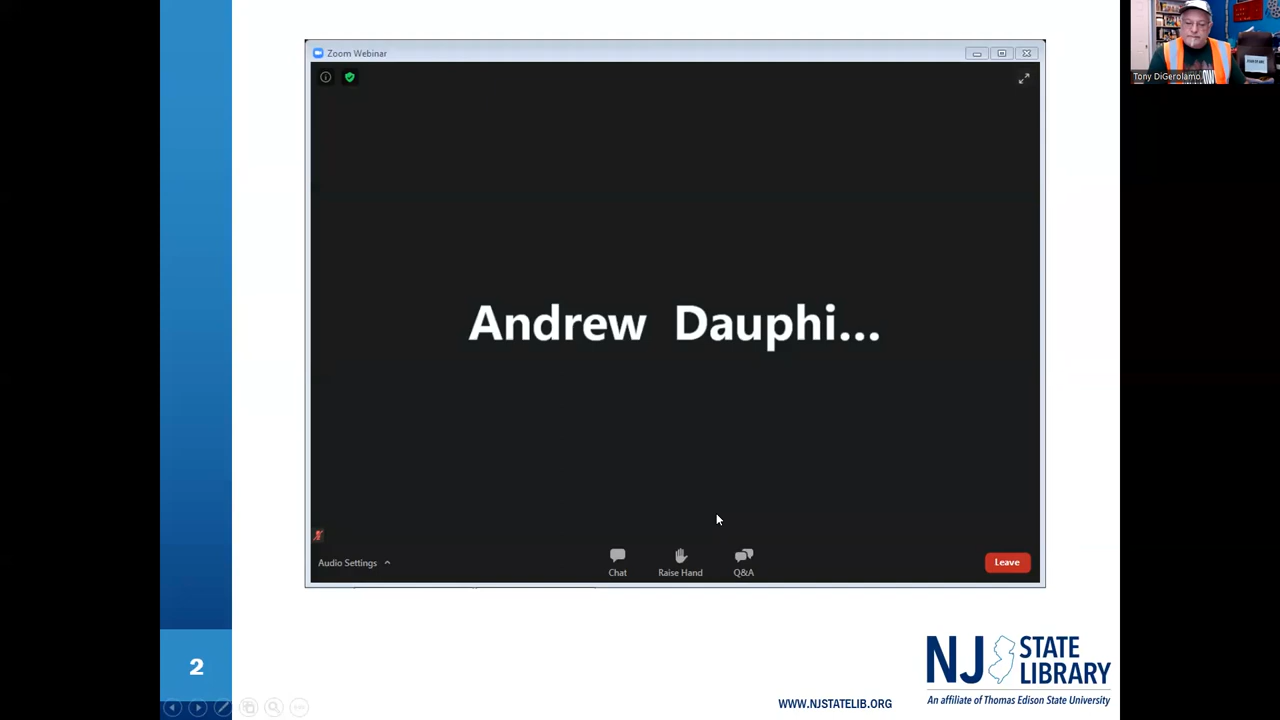 Zoom Webinar
Tony DiGerolamo
Andrew Dauphi...
Audio Settings
Chat
Raise Hand
Q&A
Leave
2
NJ STATE
LIBRARY
An affiliate of Thomas Edison State University
WWW.NJSTATELIB.ORG